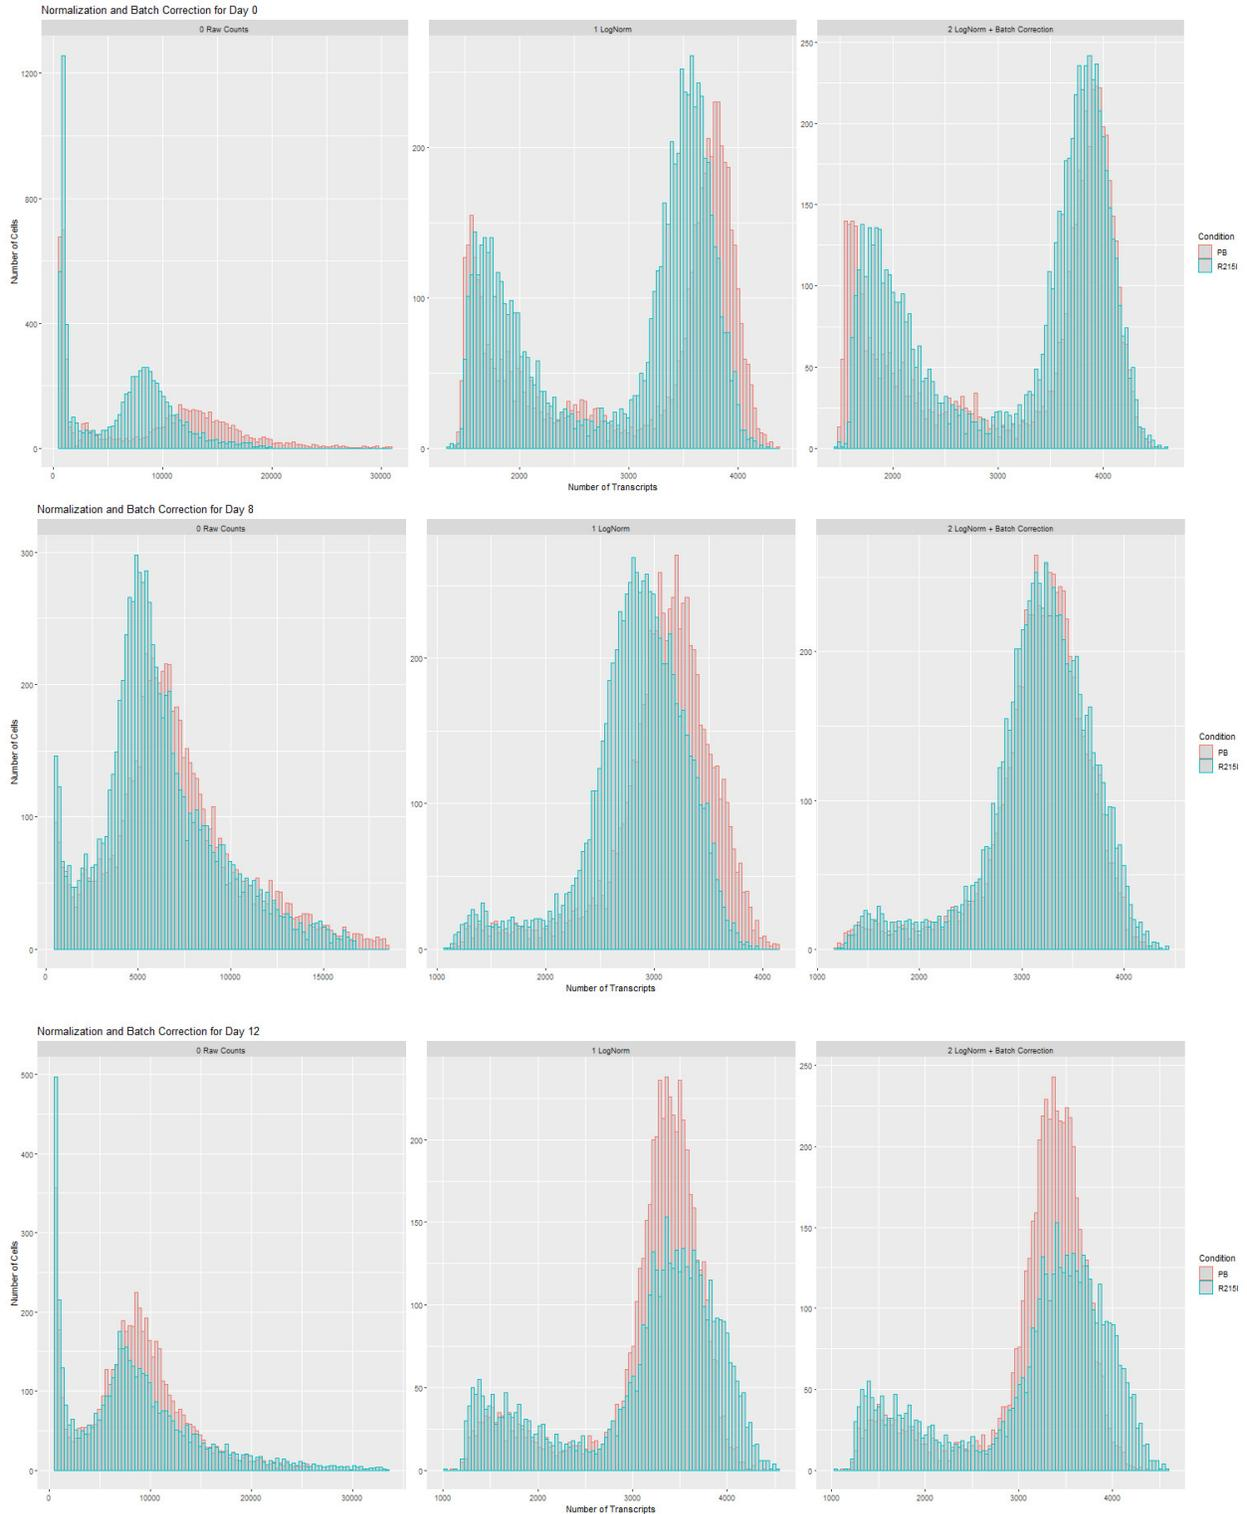 Normalization and Batch Correction for Day 0
0 Raw Counts
1 LogNorm
2 LogNorm + Batch Correction
Number of Cells
1200
800
400
0
0
10000
20000
30000
200
100
0
2000
3000
4000
Number of Transcripts
250
200
150
100
50
0
2000
3000
4000
Condition
PB
R215I
Normalization and Batch Correction for Day 8
0 Raw Counts
1 LogNorm
2 LogNorm + Batch Correction
Number of Cells
300
200
100
0
0
5000
10000
15000
200
100
0
1000
2000
3000
4000
Number of Transcripts
200
100
0
1000
2000
3000
4000
Condition
PB
R215I
Normalization and Batch Correction for Day 12
0 Raw Counts
1 LogNorm
2 LogNorm + Batch Correction
Number of Cells
500
400
300
200
100
0
0
10000
20000
30000
200
150
100
50
0
1000
2000
3000
4000
Number of Transcripts
250
200
150
100
50
0
1000
2000
3000
4000
Condition
PB
R215I